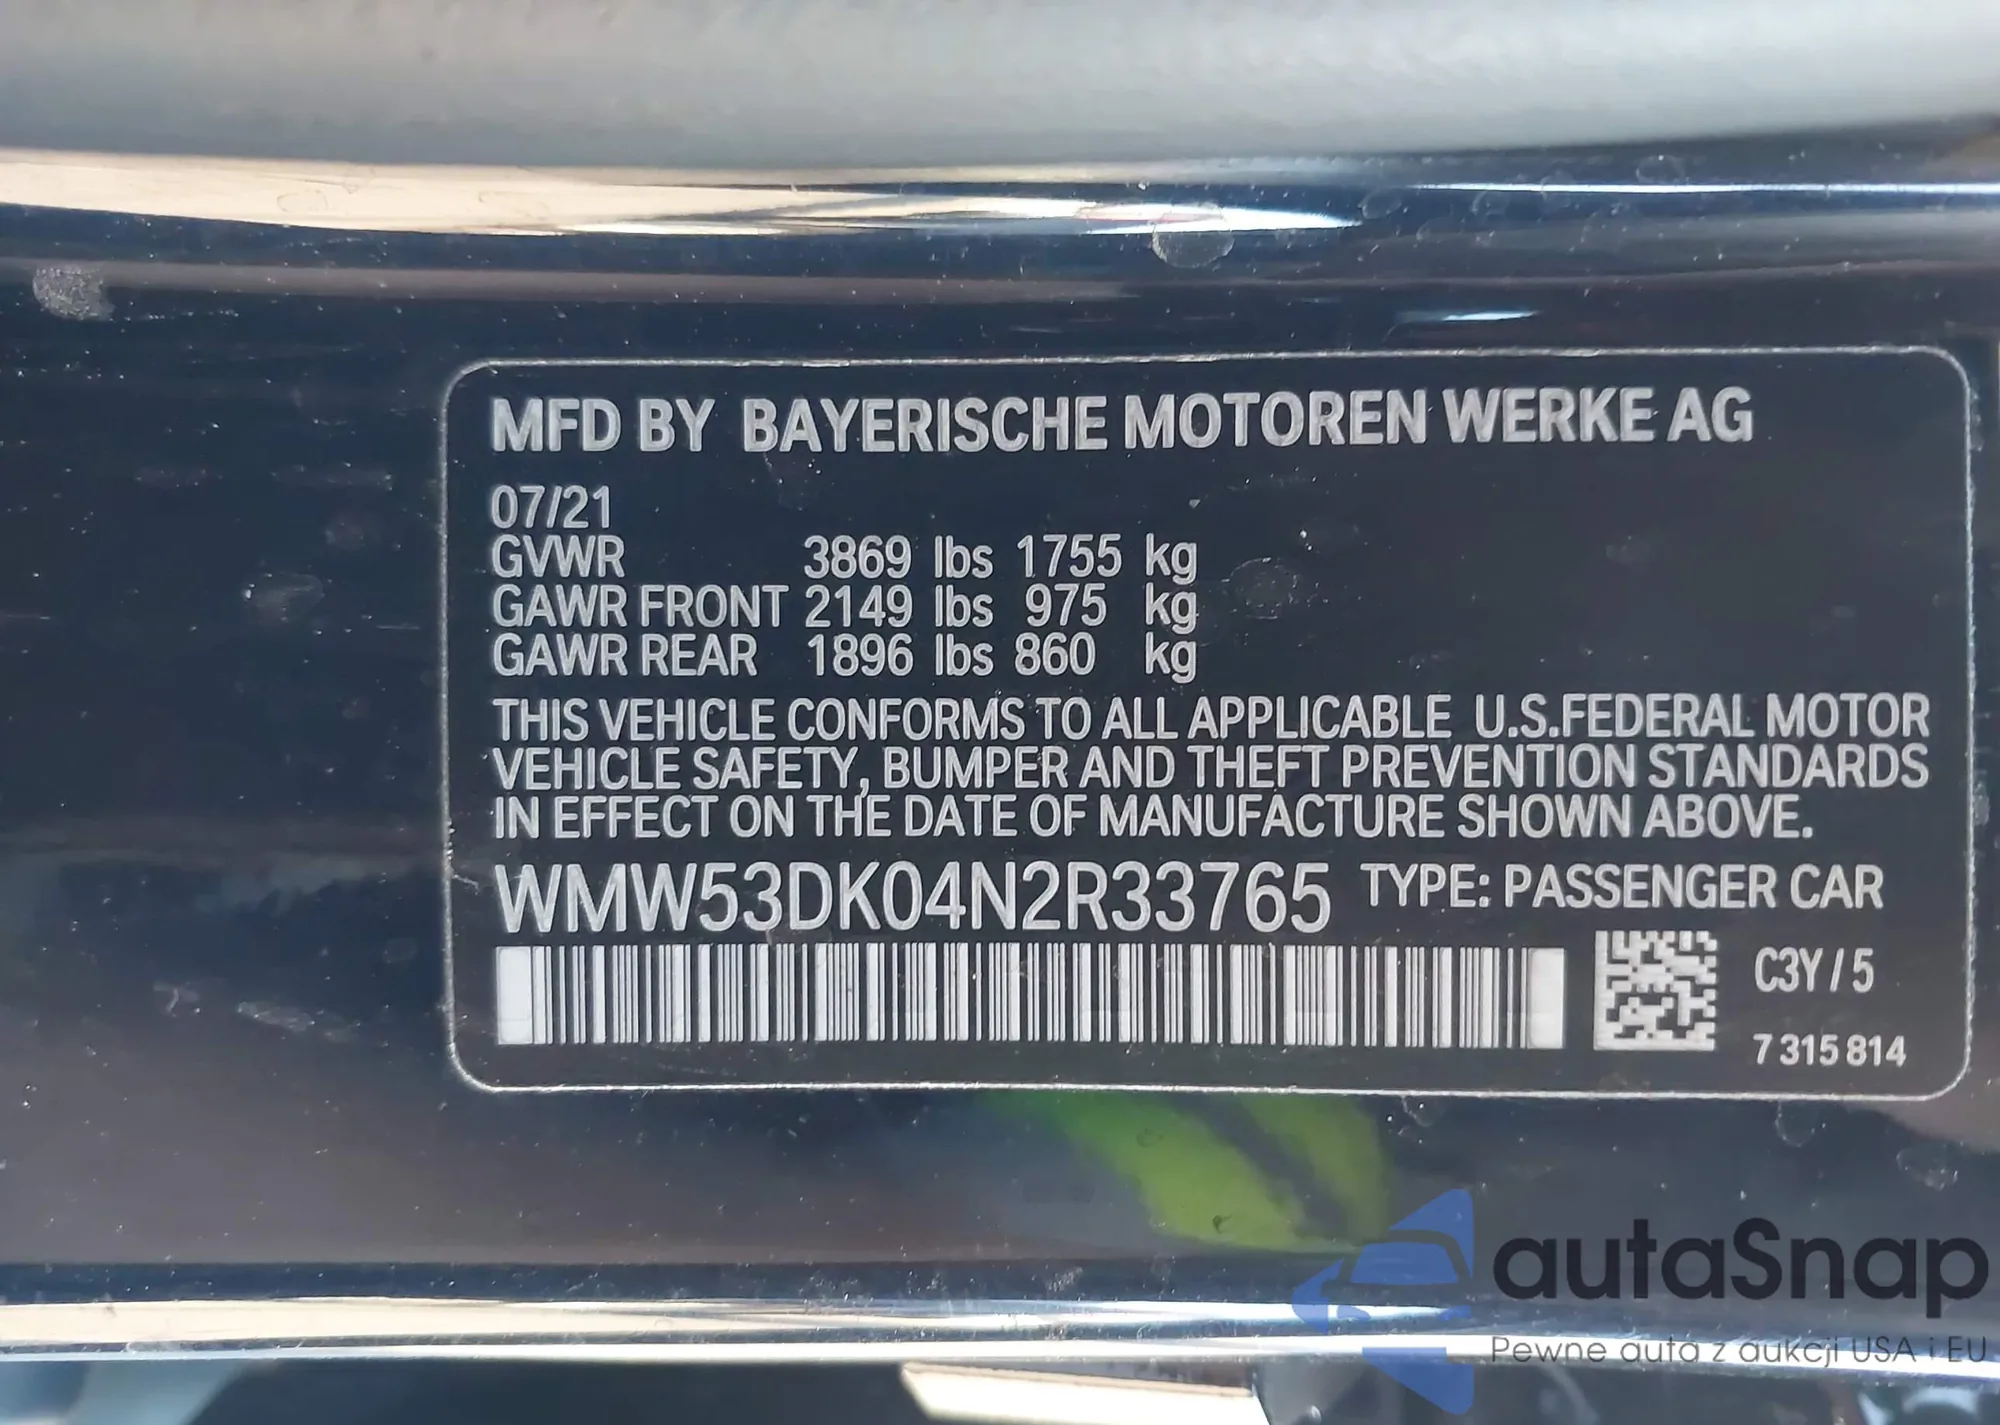 MFD BY BAYERISCHE MOTOREN WERKE AG
07/21
GVWR 3869 lbs 1755 kg
GAWR FRONT 2149 lbs 975 kg
GAWR REAR 1896 lbs 860 kg
THIS VEHICLE CONFORMS TO ALL APPLICABLE U.S.FEDERAL MOTOR
VEHICLE SAFETY, BUMPER AND THEFT PREVENTION STANDARDS
IN EFFECT ON THE DATE OF MANUFACTURE SHOWN ABOVE.
WMW53DK04N2R33765 TYPE: PASSENGER CAR
C3Y / 5
7 315 814
autaSnap
Pewne auta z aukcji USA i EU